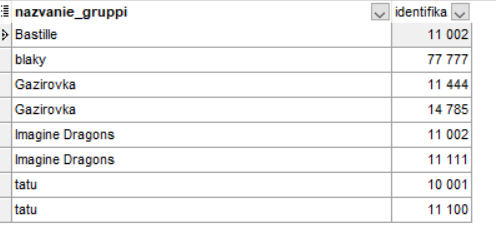 nazvanie_gruppi identifika
Bastille 11 002
blaky 77 777
Gazirovka 11 444
Gazirovka 14 785
Imagine Dragons 11 002
Imagine Dragons 11 111
tatu 10 001
tatu 11 100